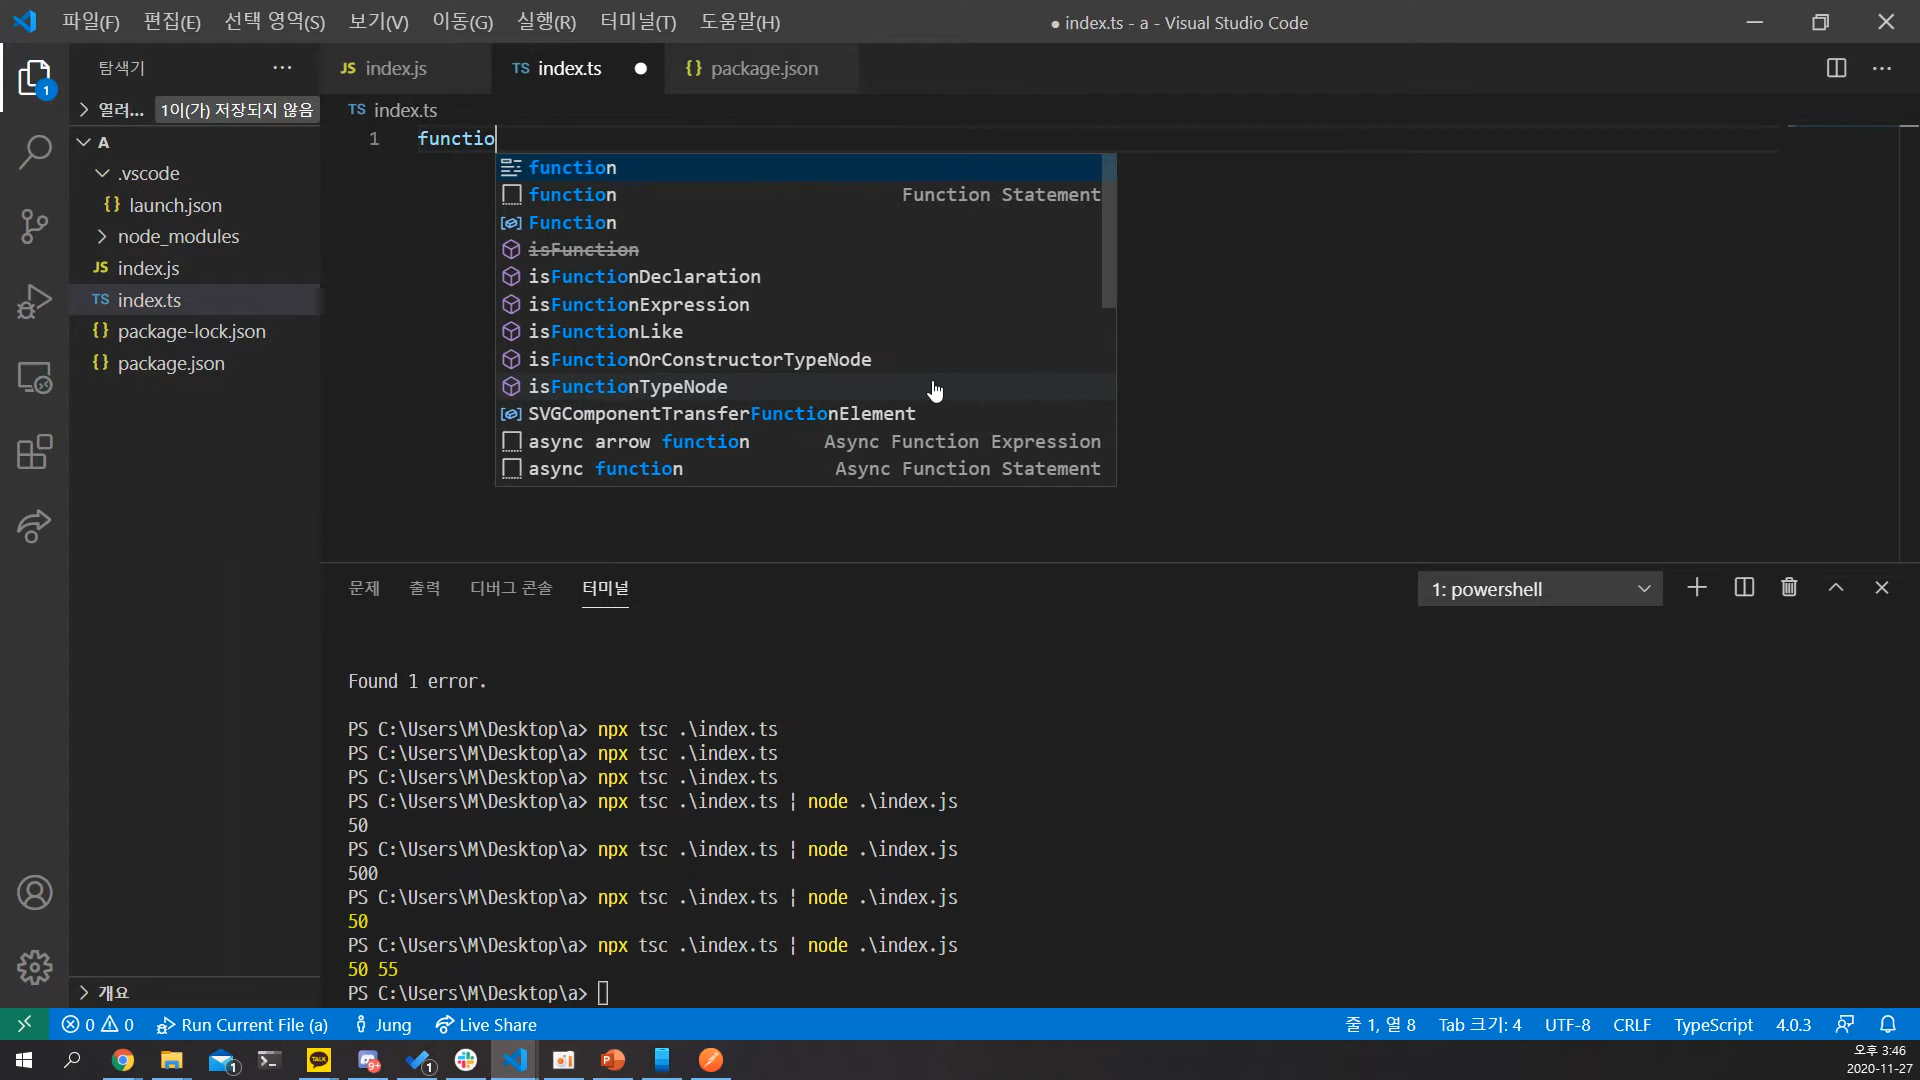 파일(F) 편집(E) 선택 영역(S) 보기(V) 이동(G) 실행(R) 터미널(T) 도움말(H)
● index.ts - a - Visual Studio Code
탐색기 ···
JS index.js
TS index.ts ●
{} package.json
열려... 1이(가) 저장되지 않음
TS index.ts
A
.vscode
{} launch.json
node_modules
JS index.js
TS index.ts
{} package-lock.json
{} package.json
개요
1
1 functio
function
function Function Statement
Function
isFunction
isFunctionDeclaration
isFunctionExpression
isFunctionLike
isFunctionOrConstructorTypeNode
isFunctionTypeNode
SVGComponentTransferFunctionElement
async arrow function Async Function Expression
async function Async Function Statement
문제 출력 디버그 콘솔 터미널
1: powershell
Found 1 error.
PS C:\Users\M\Desktop\a> npx tsc .\index.ts
PS C:\Users\M\Desktop\a> npx tsc .\index.ts
PS C:\Users\M\Desktop\a> npx tsc .\index.ts
PS C:\Users\M\Desktop\a> npx tsc .\index.ts | node .\index.js
50
PS C:\Users\M\Desktop\a> npx tsc .\index.ts | node .\index.js
500
PS C:\Users\M\Desktop\a> npx tsc .\index.ts | node .\index.js
50
PS C:\Users\M\Desktop\a> npx tsc .\index.ts | node .\index.js
50 55
PS C:\Users\M\Desktop\a>
0 0 Run Current File (a) Jung Live Share
줄 1, 열 8 Tab 크기: 4 UTF-8 CRLF TypeScript 4.0.3
1 TALK 9+ 1
오후 3:46
2020-11-27